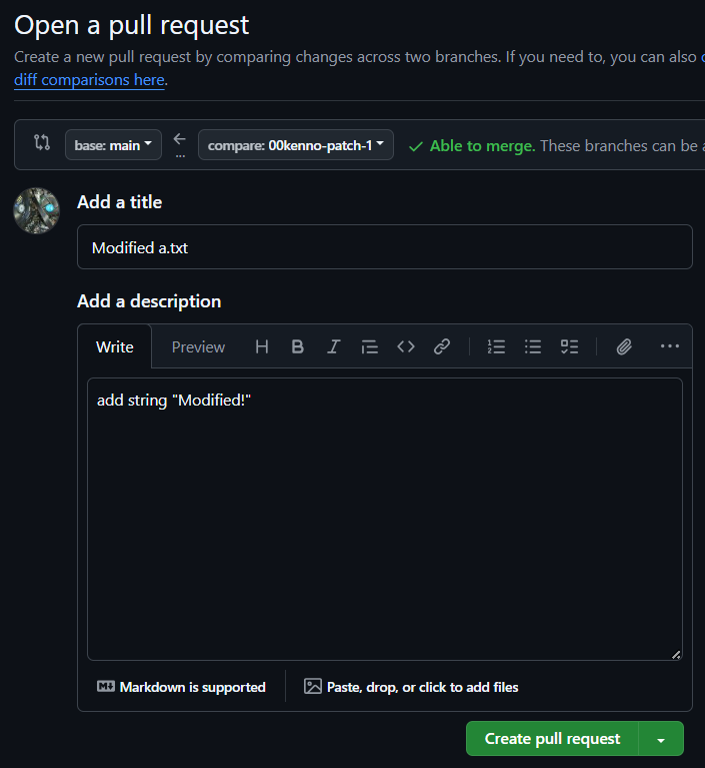 Open a pull request
Create a new pull request by comparing changes across two branches. If you need to, you can also
diff comparisons here.
base: main
compare: 00kenno-patch-1
Able to merge. These branches can be
Add a title
Modified a.txt
Add a description
Write
Preview
add string "Modified!"
Markdown is supported
Paste, drop, or click to add files
Create pull request